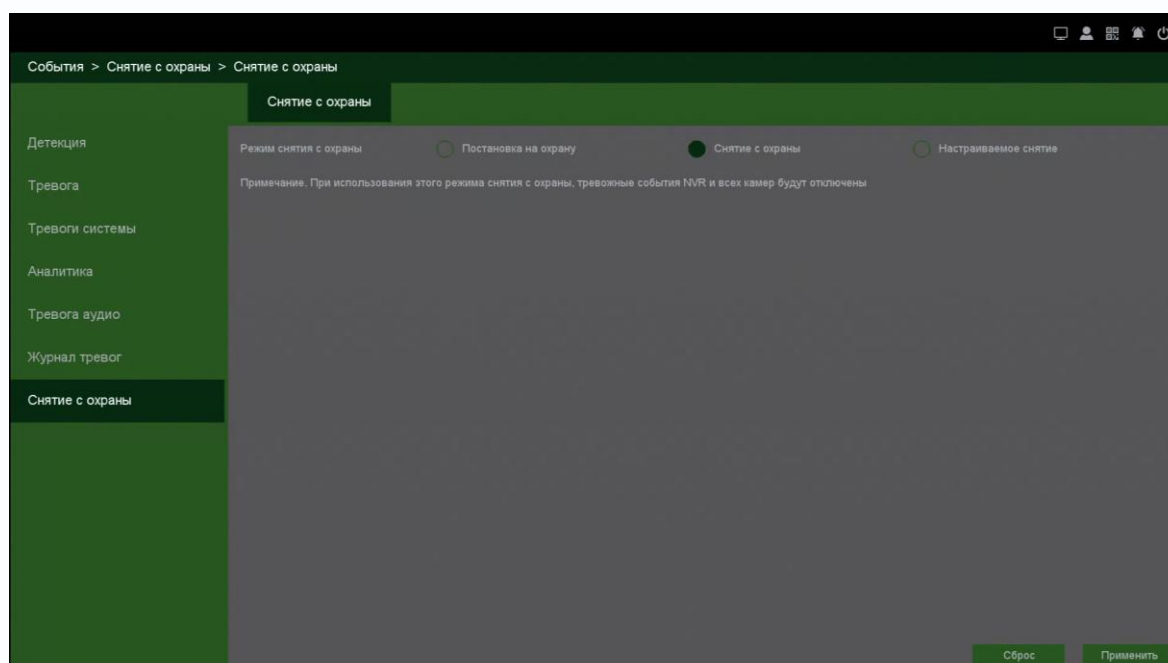 События > Снятие с охраны > Снятие с охраны
Снятие с охраны
Детекция
Тревога
Тревоги системы
Аналитика
Тревога аудио
Журнал тревог
Снятие с охраны
Режим снятия с охраны Постановка на охрану Снятие с охраны Настраиваемое снятие
Примечание. При использования этого режима снятия с охраны, тревожные события NVR и всех камер будут отключены
Сброс Применить